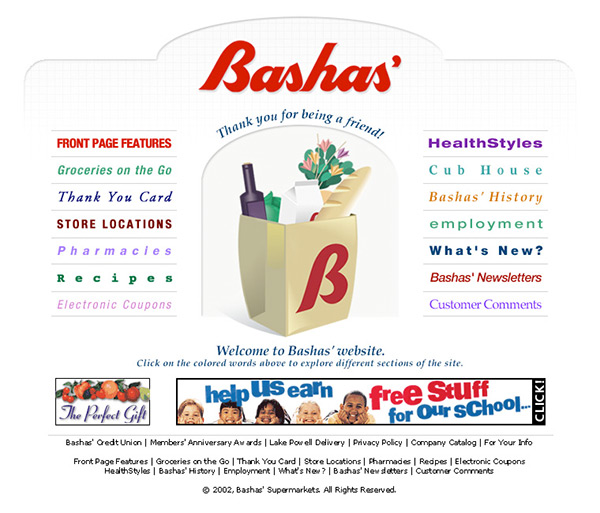 Bashas'
Thank you for being a friend!
FRONT PAGE FEATURES
Groceries on the Go
Thank You Card
STORE LOCATIONS
Pharmacies
Recipes
Electronic Coupons
B
HealthStyles
Cub House
Bashas' History
employment
What's New?
Bashas' Newsletters
Customer Comments
Welcome to Bashas' website.
Click on the colored words above to explore different sections of the site.
The Perfect Gift
help us earn free Stuff
for our school...
CLICK!
Bashas' Credit Union | Members' Anniversary Awards | Lake Powell Delivery | Privacy Policy | Company Catalog | For Your Info
Front Page Features | Groceries on the Go | Thank You Card | Store Locations | Pharmacies | Recipes | Electronic Coupons
HealthStyles | Bashas' History | Employment | What's New? | Bashas' Newsletters | Customer Comments
© 2002, Bashas' Supermarkets. All Rights Reserved.